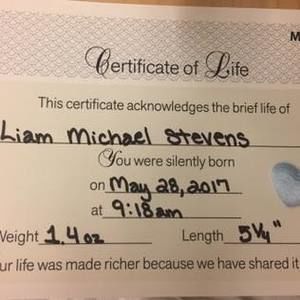 M
Certificate of Life
This certificate acknowledges the brief life of
Liam Michael Stevens
You were silently born
on May 28, 2017
at 9:18am
Weight 1.4oz Length 5¼"
ur life was made richer because we have shared it